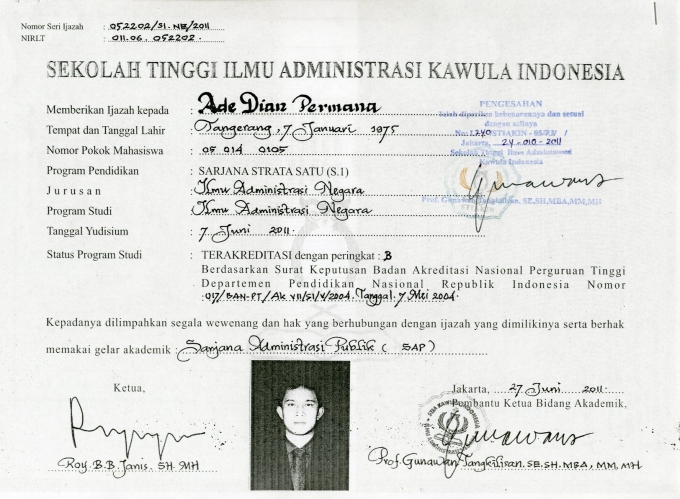 Nomor Seri Ijazah : 052202/S1.NE/2011
NIRLT : 011.06.052202.
SEKOLAH TINGGI ILMU ADMINISTRASI KAWULA INDONESIA
Memberikan Ijazah kepada : Ade Dian Permana
Tempat dan Tanggal Lahir : Tangerang, 7 Januari 1975
Nomor Pokok Mahasiswa : 05 014 0105
Program Pendidikan : SARJANA STRATA SATU (S.1)
Jurusan : Ilmu Administrasi Negara
Program Studi : Ilmu Administrasi Negara
Tanggal Yudisium : 7 Juni 2011.
PENGESAHAN
Telah diperiksa kebenarannya dan sesuai
dengan aslinya
No: 1240
Jakarta, 24-010-2011
Sekolah Tinggi Ilmu Administrasi
Kawula Indonesia
Prof. Gunawan Tangkilisan, SE,SH,MBA,MM,MH
Status Program Studi : TERAKREDITASI dengan peringkat : B
Berdasarkan Surat Keputusan Badan Akreditasi Nasional Perguruan Tinggi
Departemen Pendidikan Nasional Republik Indonesia Nomor
017/BAN-PT/Ak VII/S1/V/2004. Tanggal, 7 Mei 2004.
Kepadanya dilimpahkan segala wewenang dan hak yang berhubungan dengan ijazah yang dimilikinya serta berhak
memakai gelar akademik : Sarjana Administrasi Publik ( SAP )
Ketua,
Roy. B.B. Janis. SH. MH
Jakarta, 27 Juni 2011.
Pembantu Ketua Bidang Akademik,
Prof. Gunawan Tangkilisan, SE.SH.MBA, MM, MH